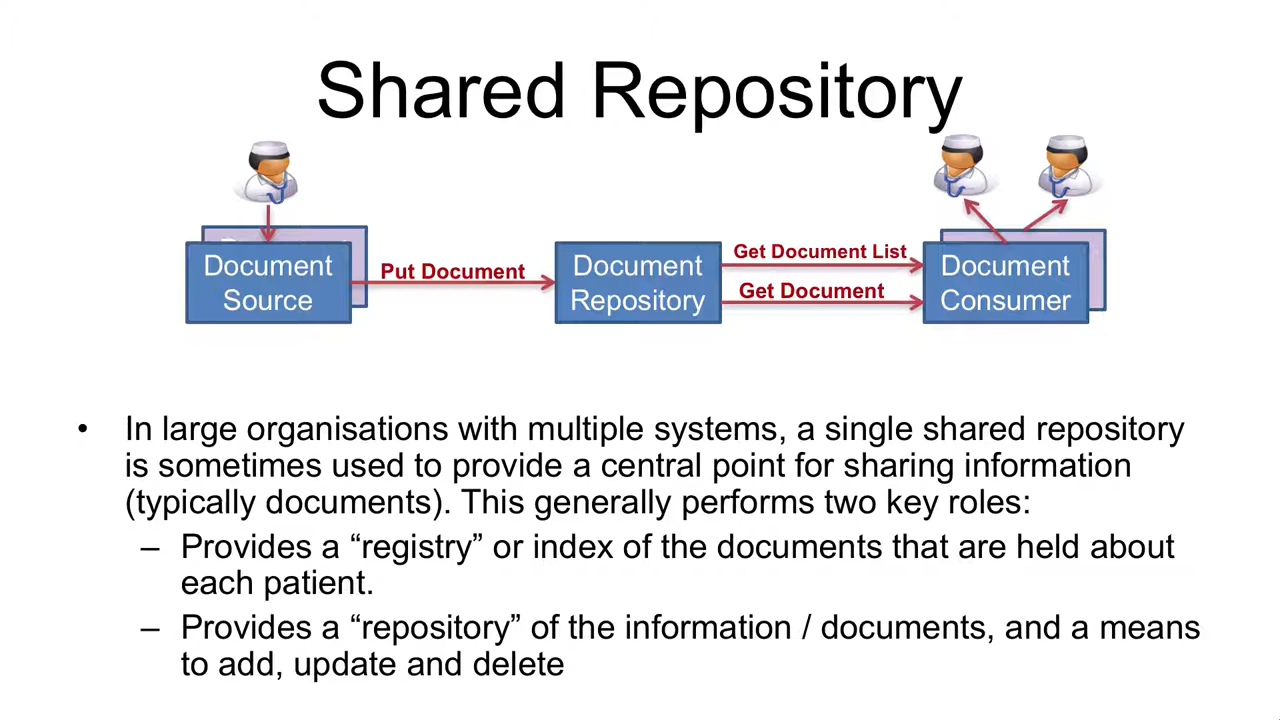 Shared Repository
Document
Source
Put Document
Document
Repository
Get Document List
Get Document
Document
Consumer
• In large organisations with multiple systems, a single shared repository
is sometimes used to provide a central point for sharing information
(typically documents). This generally performs two key roles:
– Provides a “registry” or index of the documents that are held about
each patient.
– Provides a “repository” of the information / documents, and a means
to add, update and delete